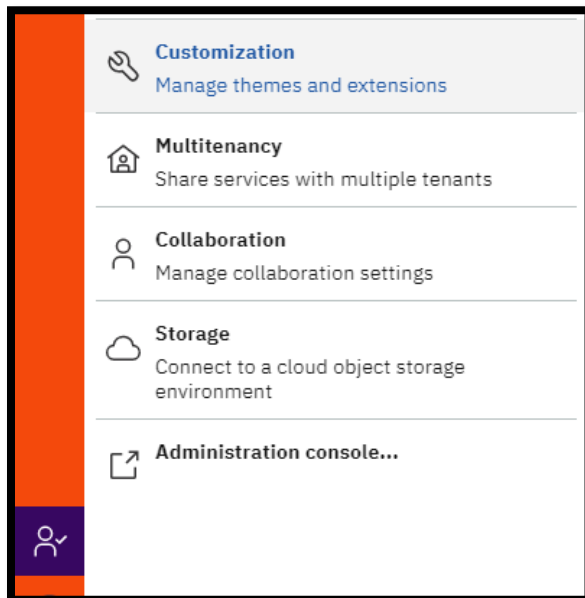 Customization
Manage themes and extensions
Multitenancy
Share services with multiple tenants
Collaboration
Manage collaboration settings
Storage
Connect to a cloud object storage
environment
Administration console...